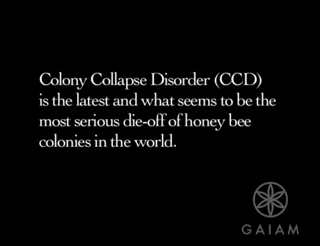 Colony Collapse Disorder (CCD)
is the latest and what seems to be the
most serious die-off of honey bee
colonies in the world.
GAIAM